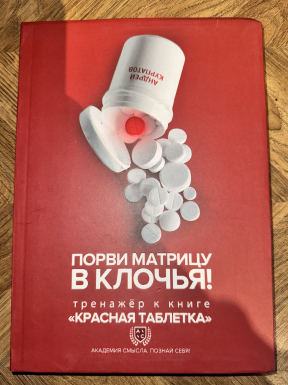 АНДРЕЙ
КУРПАТОВ
ПОРВИ МАТРИЦУ
В КЛОЧЬЯ!
тренажёр к книге
«КРАСНАЯ ТАБЛЕТКА»
АКАДЕМИЯ СМЫСЛА. ПОЗНАЙ СЕБЯ!